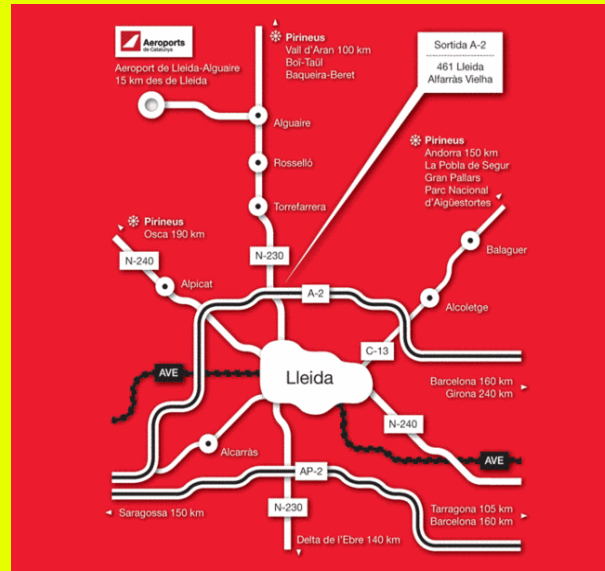 Aeroports
de Catalunya
Aeroport de Lleida-Alguaire
15 km des de Lleida
Pirineus
Vall d'Aran 100 km
Boí-Taüll
Baqueira-Beret
Sortida A-2
461 Lleida
Alfarràs Vielha
Alguaire
Rosselló
Torrefarrera
Pirineus
Andorra 150 km
La Pobla de Segur
Gran Pallars
Parc Nacional
d'Aigüestortes
Pirineus
Osca 190 km
N-240
N-230
Balaguer
Alpicat
A-2
Alcoletge
C-13
AVE
Lleida
Barcelona 160 km
Girona 240 km
N-240
Alcarràs
AVE
AP-2
Saragossa 150 km
N-230
Tarragona 105 km
Barcelona 160 km
Delta de l'Ebre 140 km